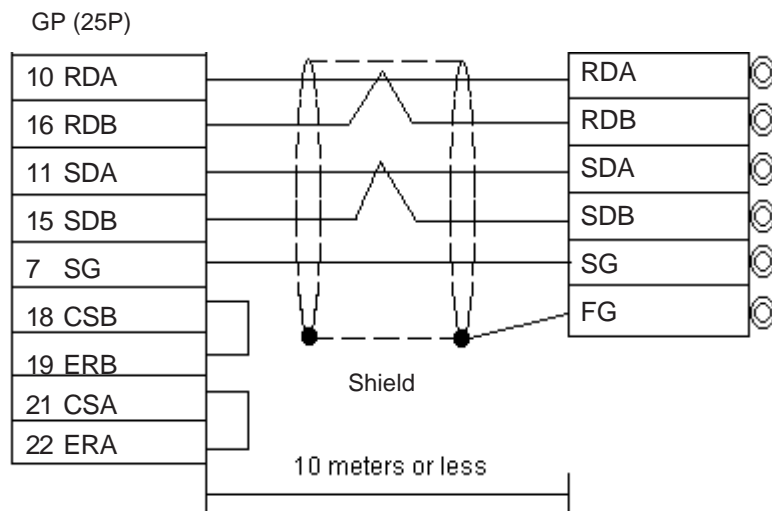 GP (25P)
10 RDA RDA
16 RDB RDB
11 SDA SDA
15 SDB SDB
7 SG SG
18 CSB FG
19 ERB
Shield
21 CSA
22 ERA
10 meters or less